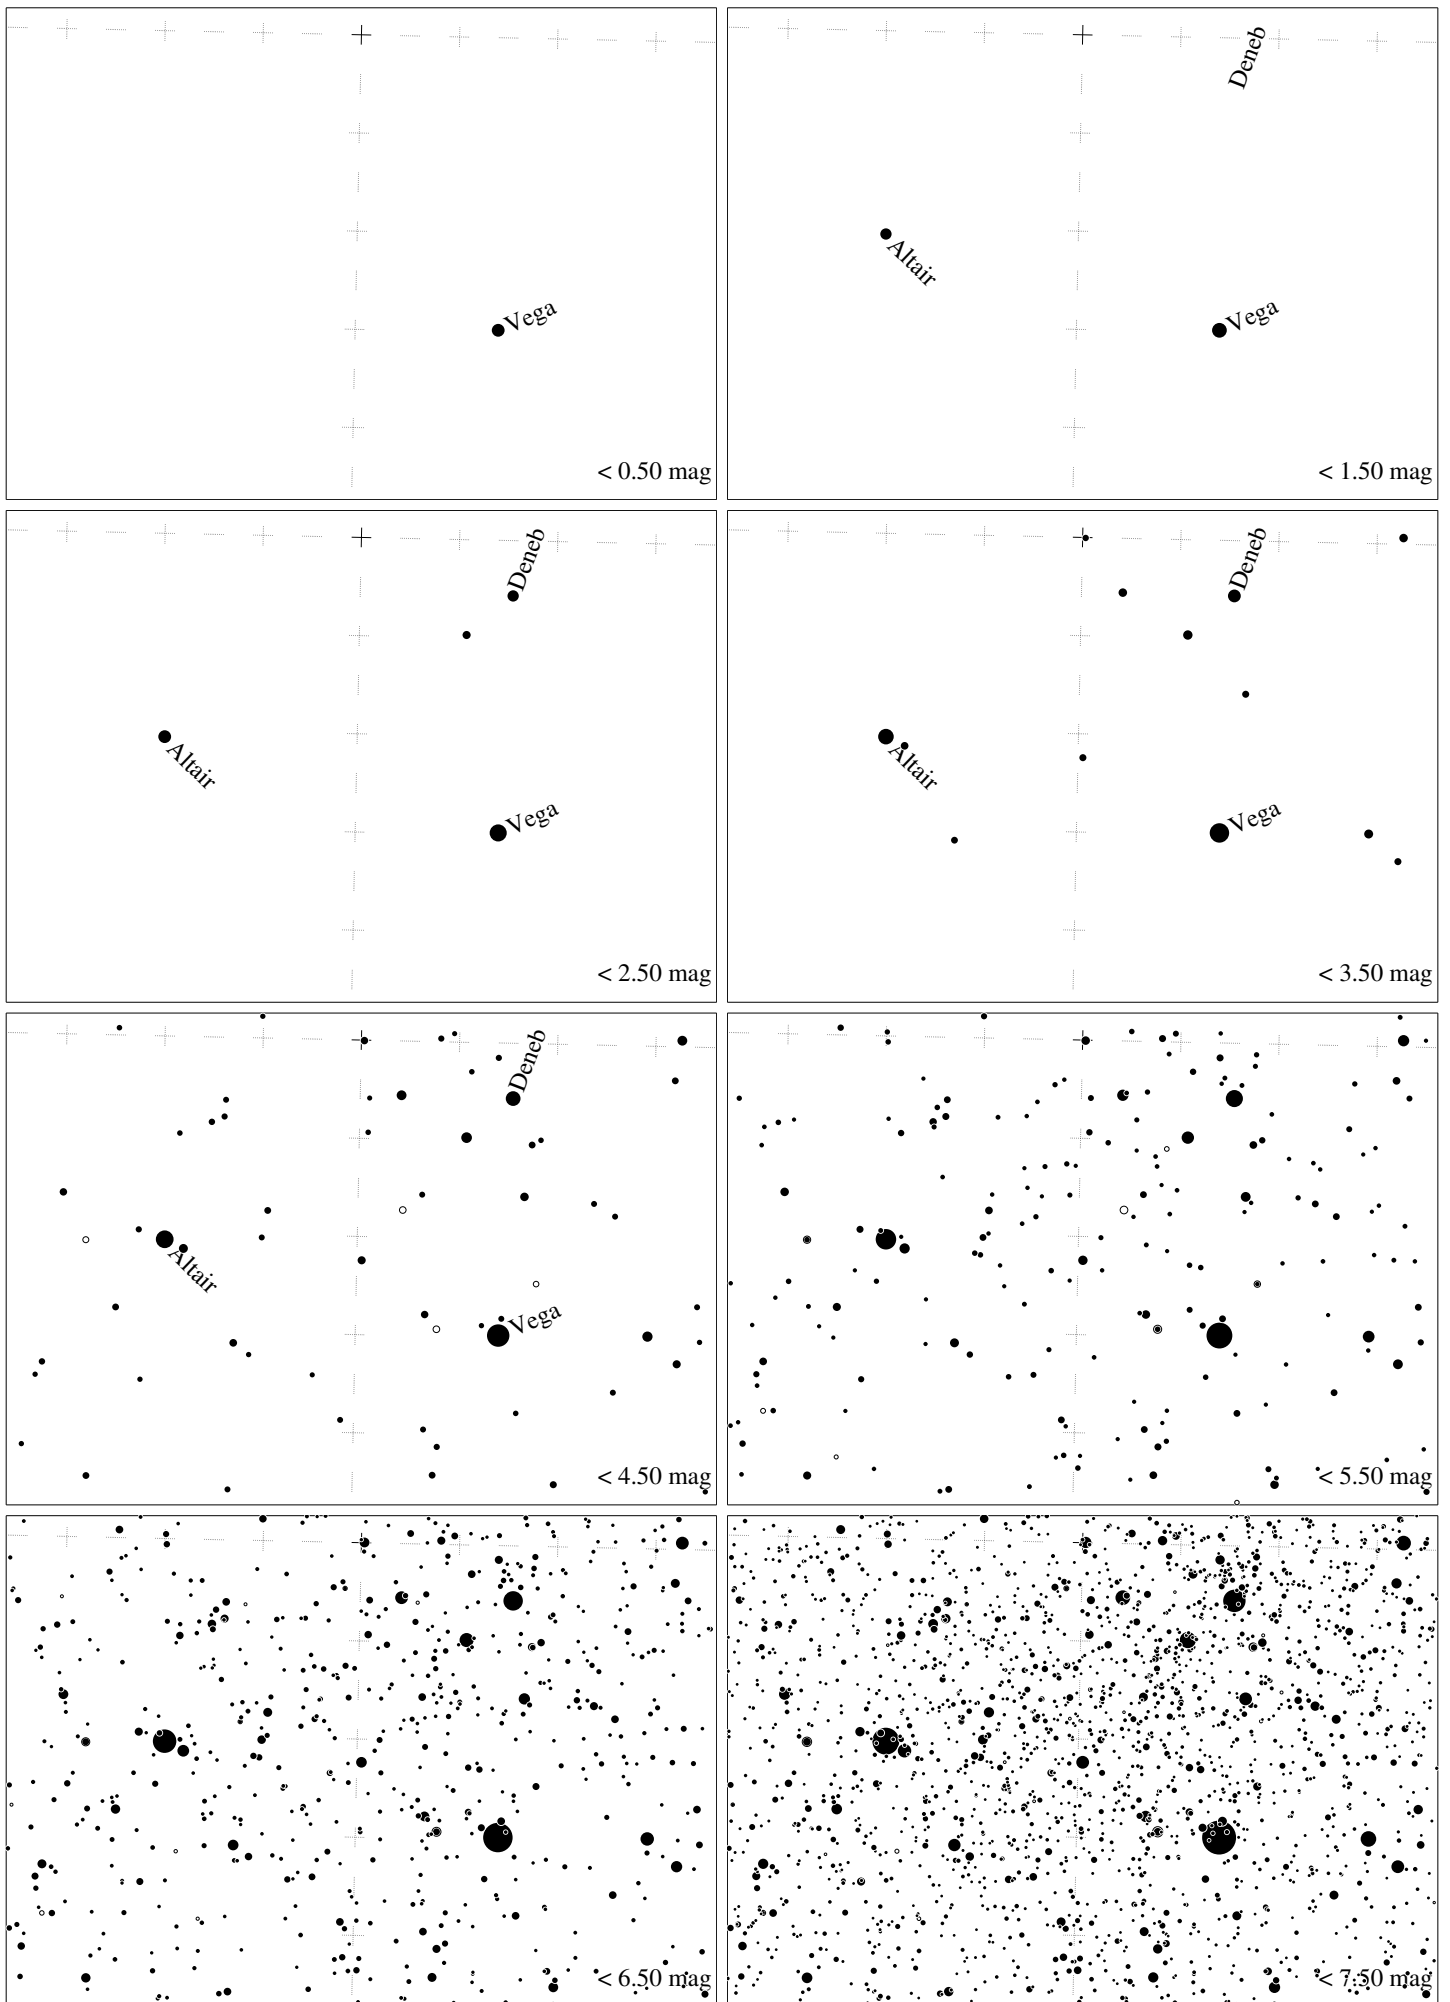 Vega
< 0.50 mag
Deneb
Altair
Vega
< 1.50 mag
Deneb
Altair
Vega
< 2.50 mag
Deneb
Altair
Vega
< 3.50 mag
Deneb
Altair
Vega
< 4.50 mag
< 5.50 mag
< 6.50 mag
< 7.50 mag